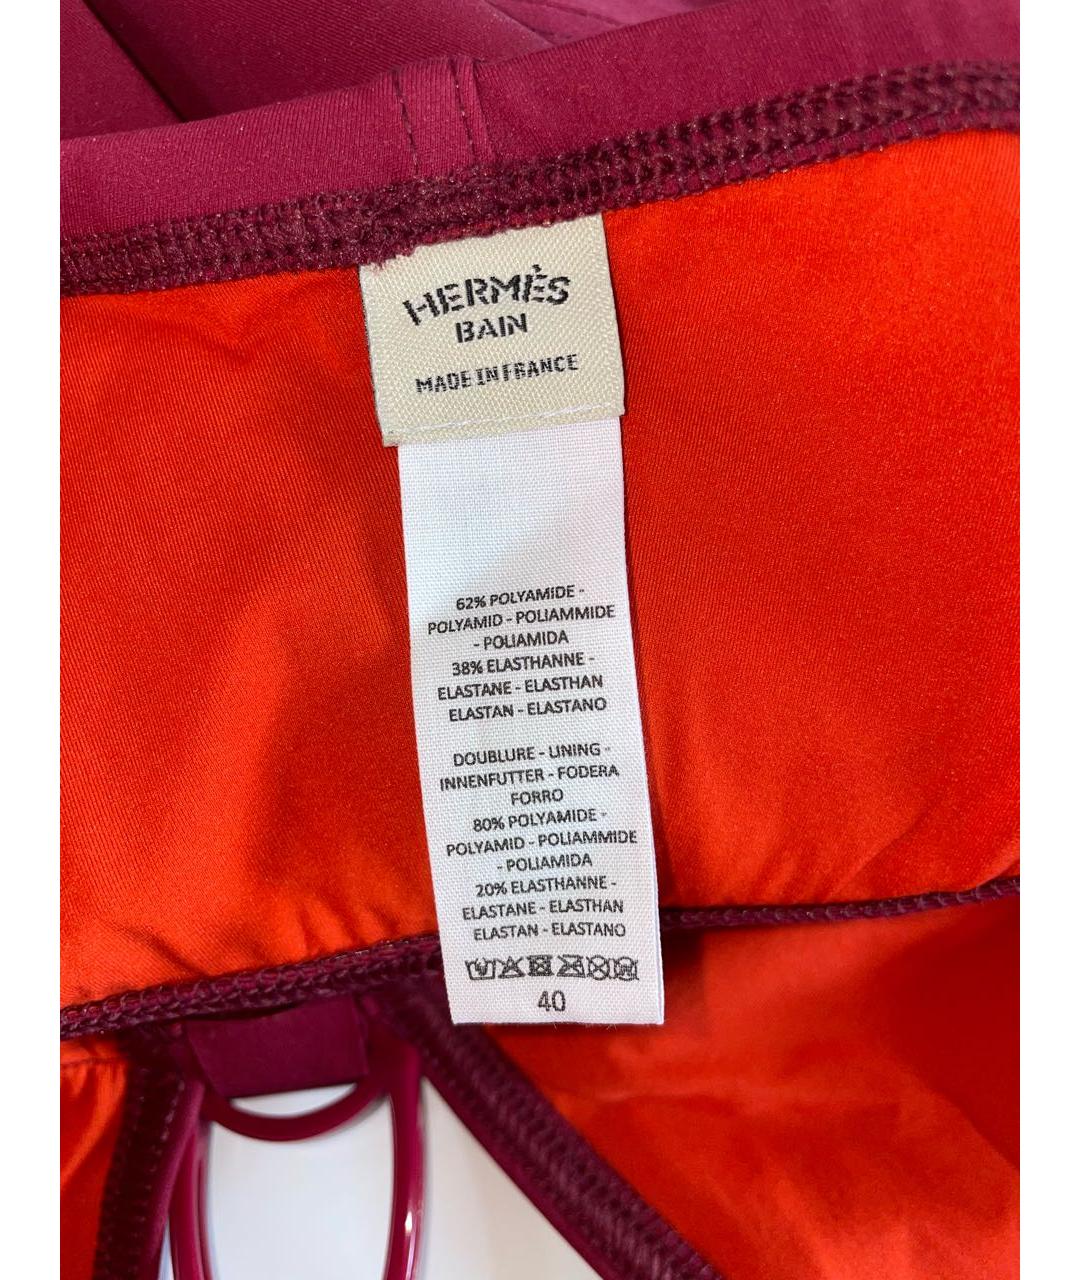 HERMÈS
BAIN
MADE IN FRANCE
62% POLYAMIDE -
POLYAMID - POLIAMMIDE
- POLIAMIDA
38% ELASTHANNE -
ELASTANE - ELASTHAN
ELASTAN - ELASTANO
DOUBLURE - LINING -
INNENFUTTER - FODERA
FORRO
80% POLYAMIDE -
POLYAMID - POLIAMMIDE
- POLIAMIDA
20% ELASTHANNE -
ELASTANE - ELASTHAN
ELASTAN - ELASTANO
40